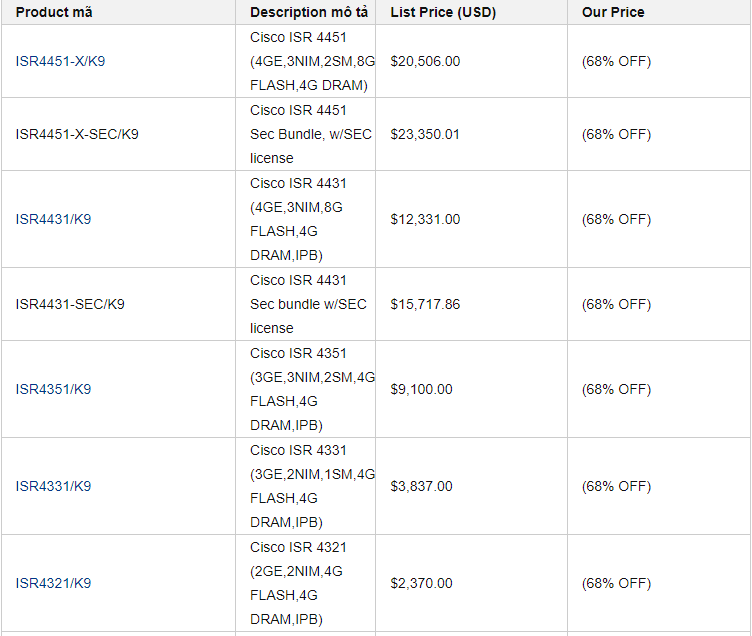 Product mã Description mô tả List Price (USD) Our Price
ISR4451-X/K9
Cisco ISR 4451
(4GE,3NIM,2SM,8G
FLASH,4G DRAM)
$20,506.00
(68% OFF)
ISR4451-X-SEC/K9
Cisco ISR 4451
Sec Bundle, w/SEC
license
$23,350.01
(68% OFF)
ISR4431/K9
Cisco ISR 4431
(4GE,3NIM,8G
FLASH,4G
DRAM,IPB)
$12,331.00
(68% OFF)
ISR4431-SEC/K9
Cisco ISR 4431
Sec bundle w/SEC
license
$15,717.86
(68% OFF)
ISR4351/K9
Cisco ISR 4351
(3GE,3NIM,2SM,4G
FLASH,4G
DRAM,IPB)
$9,100.00
(68% OFF)
ISR4331/K9
Cisco ISR 4331
(3GE,2NIM,1SM,4G
FLASH,4G
DRAM,IPB)
$3,837.00
(68% OFF)
ISR4321/K9
Cisco ISR 4321
(2GE,2NIM,4G
FLASH,4G
DRAM,IPB)
$2,370.00
(68% OFF)